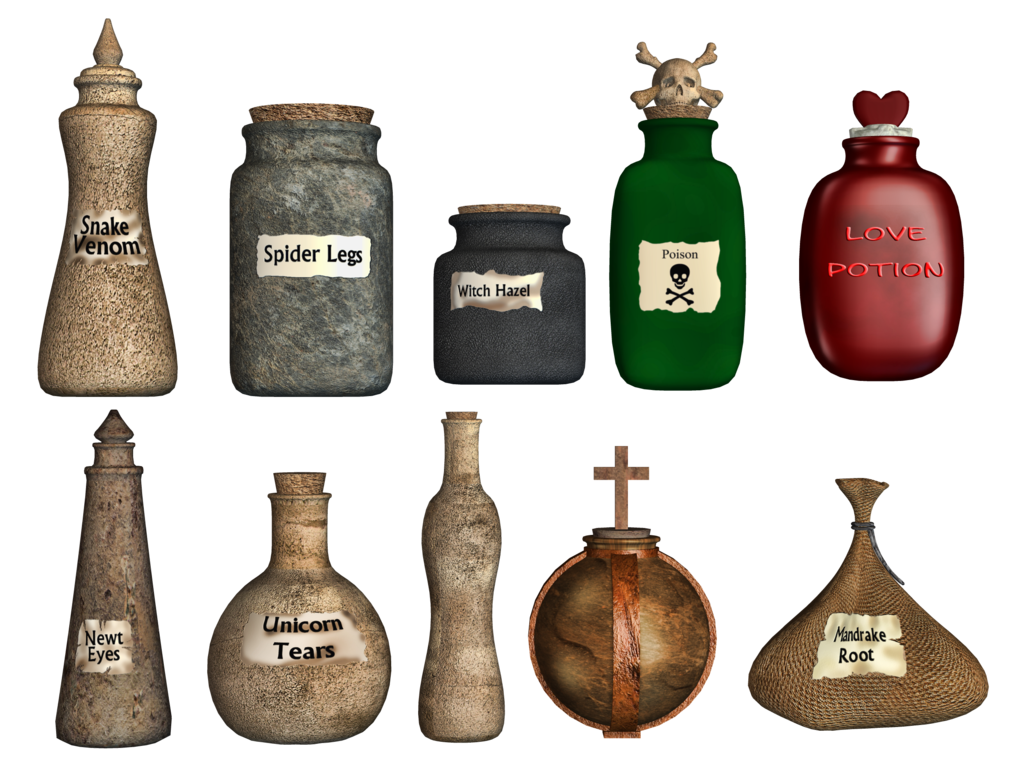 Snake
Venom
Spider Legs
Witch Hazel
Poison
LOVE
POTION
Newt
Eyes
Unicorn
Tears
Mandrake
Root